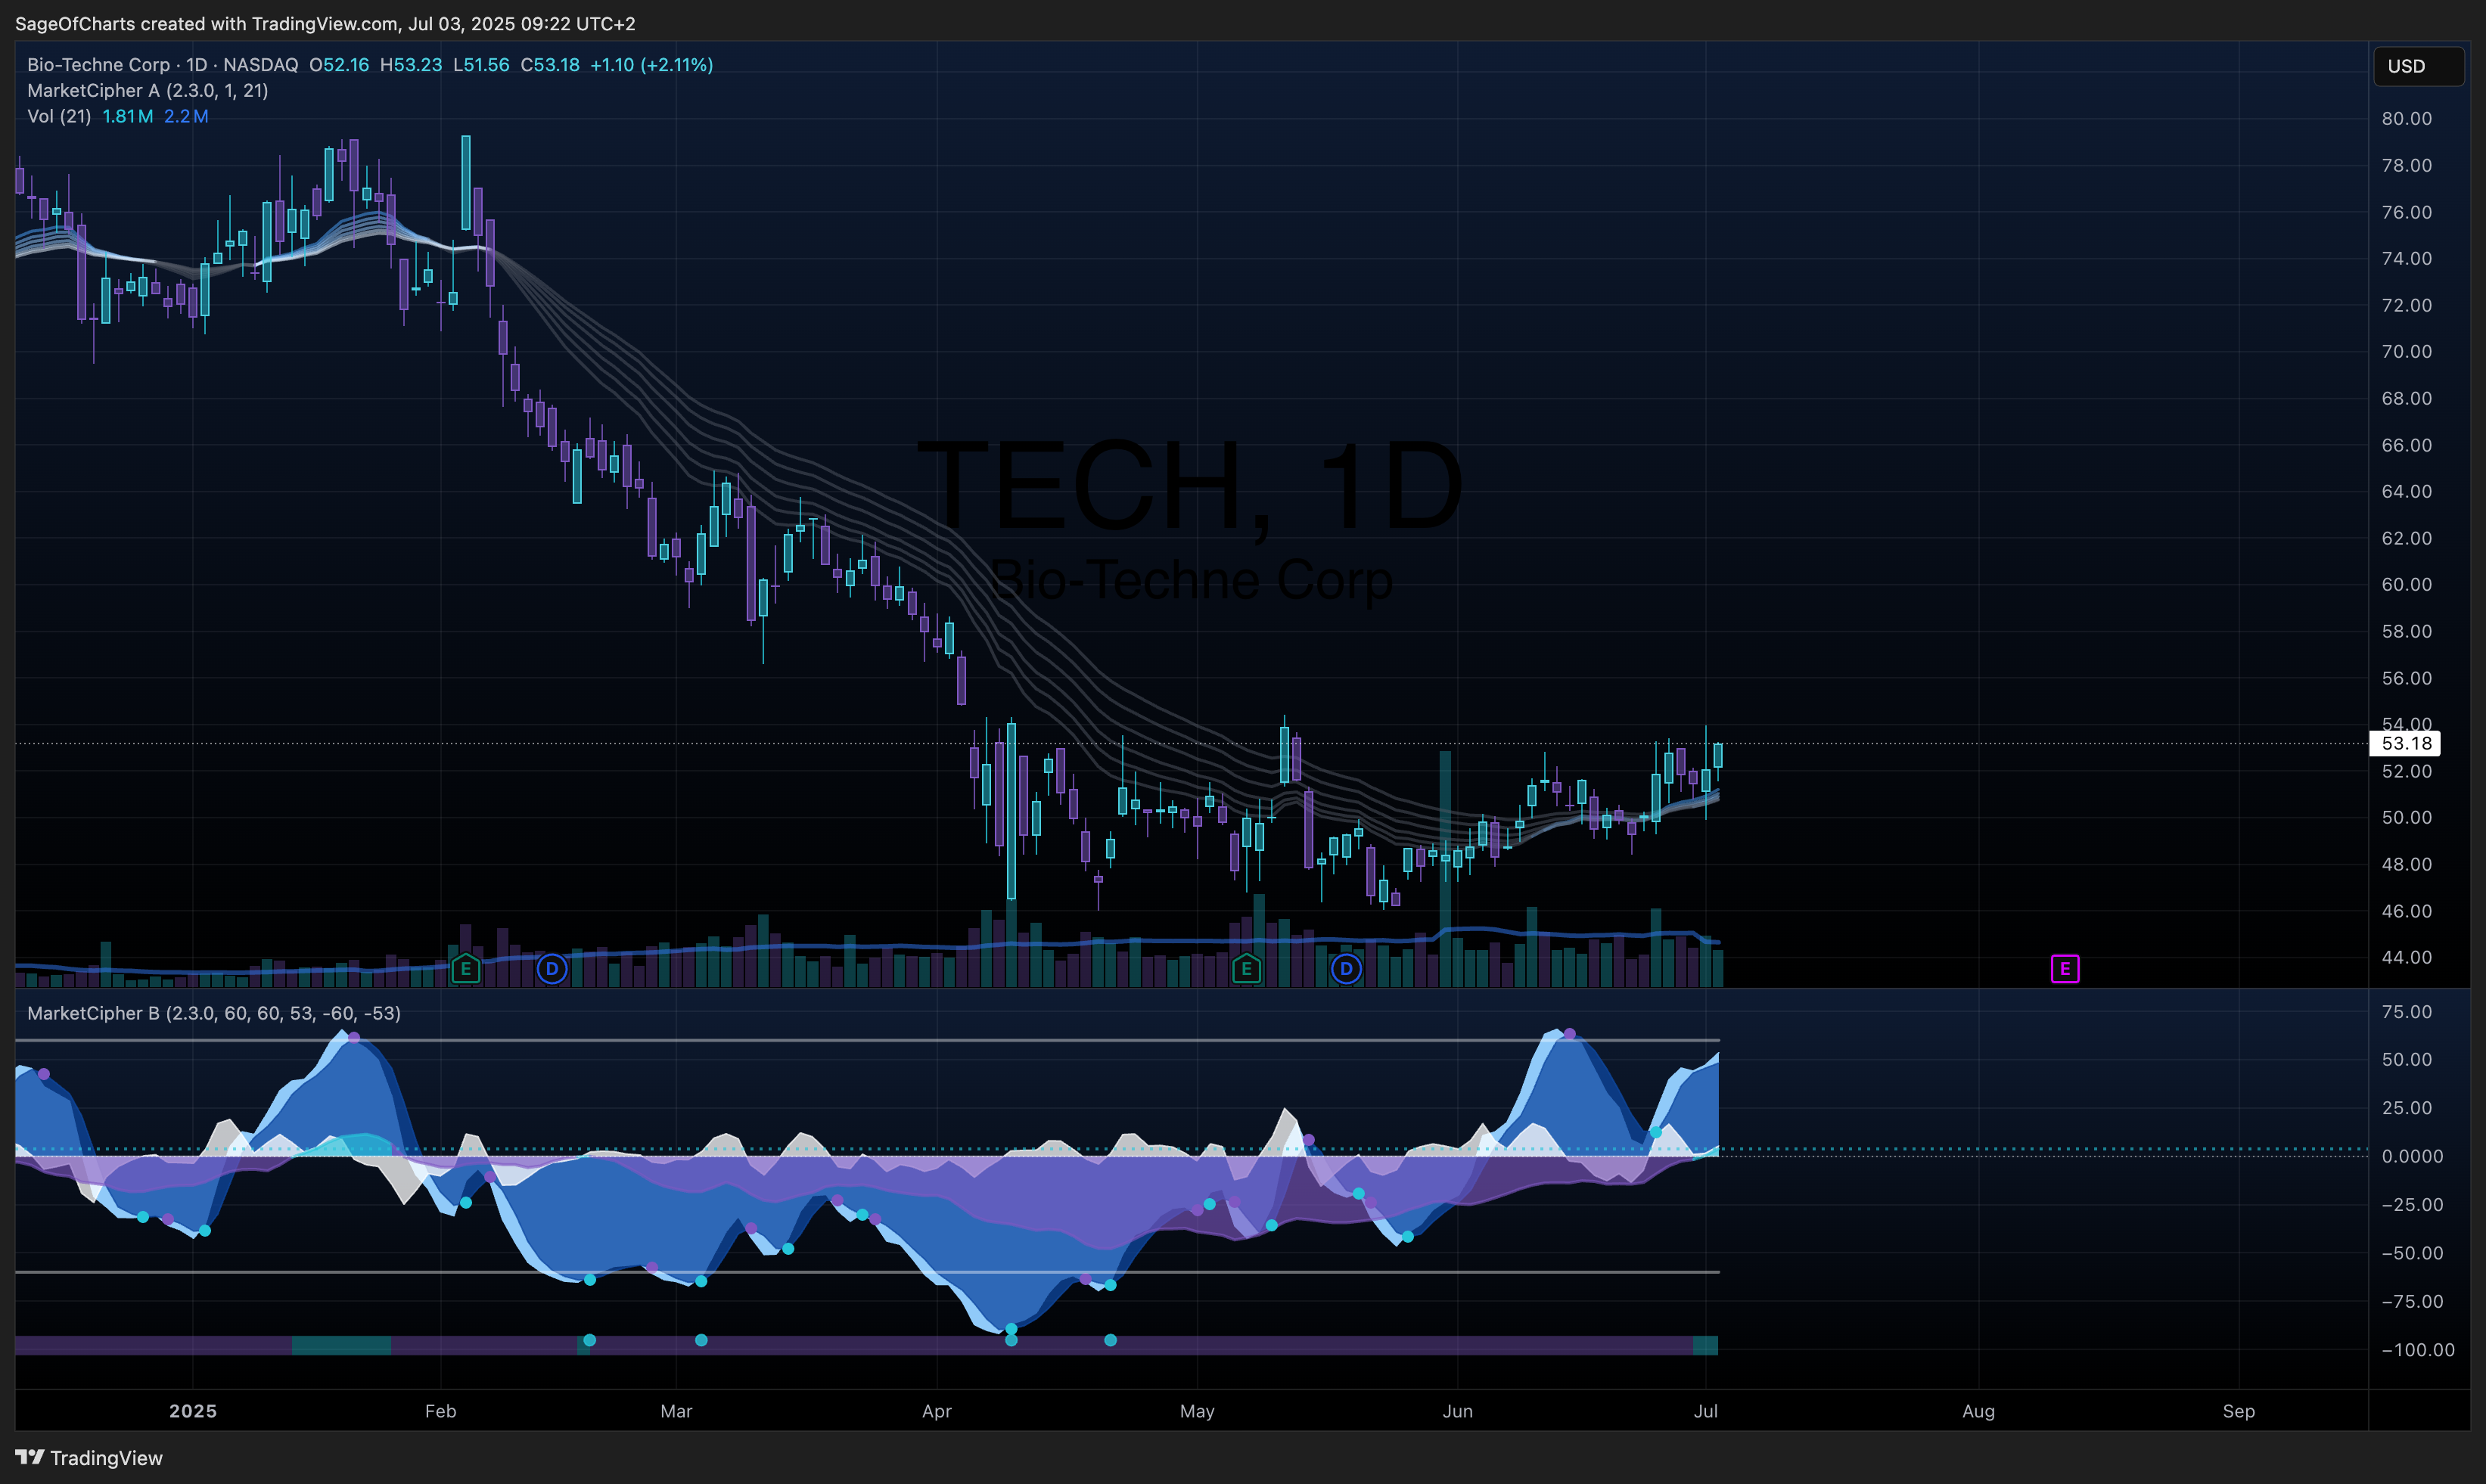 SageOfCharts created with TradingView.com, Jul 03, 2025 09:22 UTC+2
Bio-Techne Corp · 1D · NASDAQ O52.16 H53.23 L51.56 C53.18 +1.10 (+2.11%)
USD
MarketCipher A (2.3.0, 1, 21)
Vol (21) 1.81M 2.2M
80.00
78.00
76.00
74.00
72.00
70.00
68.00
66.00
64.00
62.00
60.00
58.00
56.00
54.00
53.18
52.00
50.00
48.00
46.00
44.00
TECH, 1D
Bio-Techne Corp
E D E D E
MarketCipher B (2.3.0, 60, 60, 53, -60, -53)
75.00
50.00
25.00
0.0000
−25.00
−50.00
−75.00
−100.00
2025 Feb Mar Apr May Jun Jul Aug Sep
TradingView